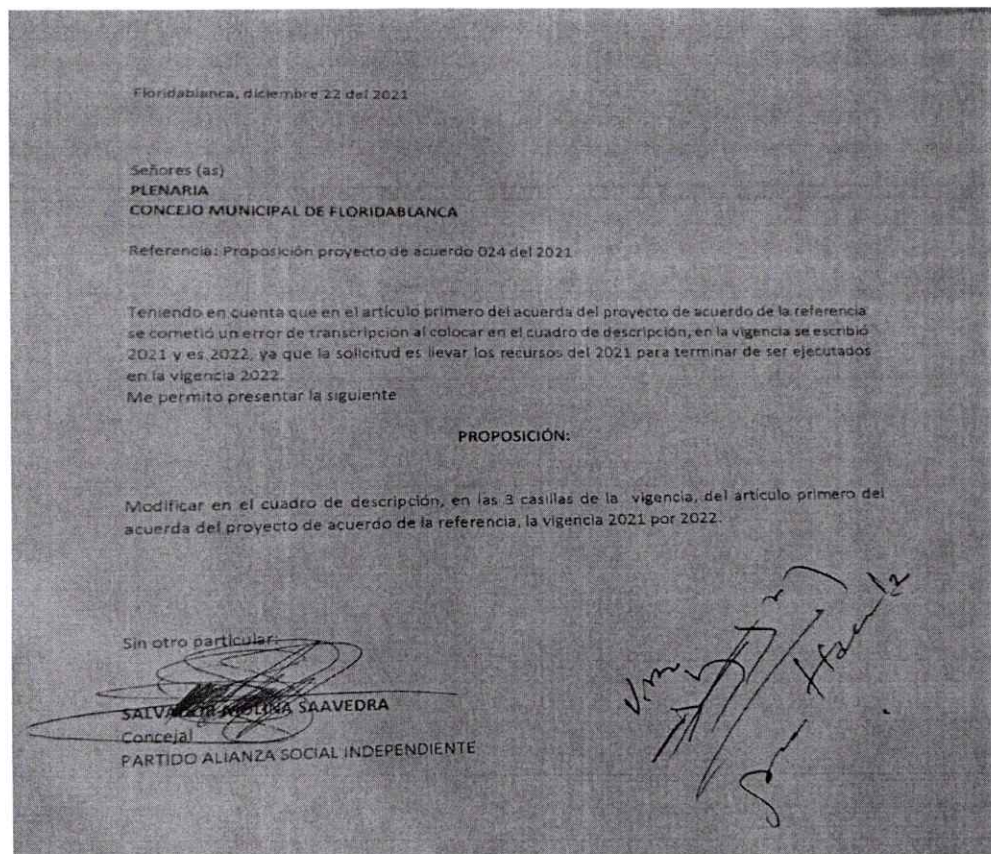 Floridablanca, diciembre 22 del 2021
Señores (as)
PLENARIA
CONCEJO MUNICIPAL DE FLORIDABLANCA
Referencia: Proposición proyecto de acuerdo 024 del 2021
Teniendo en cuenta que en el artículo primero del acuerda del proyecto de acuerdo de la referencia
se cometió un error de transcripción al colocar en el cuadro de descripción, en la vigencia se escribió
2021 y es 2022, ya que la solicitud es llevar los recursos del 2021 para terminar de ser ejecutados
en la vigencia 2022.
Me permito presentar la siguiente
PROPOSICIÓN:
Modificar en el cuadro de descripción, en las 3 casillas de la vigencia, del artículo primero del
acuerda del proyecto de acuerdo de la referencia, la vigencia 2021 por 2022.
Sin otro particular:
MOLINA SAAVEDRA
Concejal
PARTIDO ALIANZA SOCIAL INDEPENDIENTE